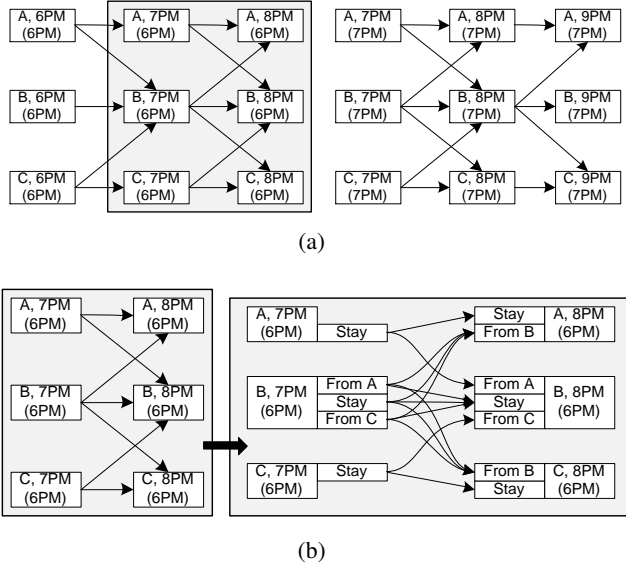 A, 6PM
(6PM)
A, 7PM
(6PM)
A, 8PM
(6PM)
A, 7PM
(7PM)
A, 8PM
(7PM)
A, 9PM
(7PM)
B, 6PM
(6PM)
B, 7PM
(6PM)
B, 8PM
(6PM)
B, 7PM
(7PM)
B, 8PM
(7PM)
B, 9PM
(7PM)
C, 6PM
(6PM)
C, 7PM
(6PM)
C, 8PM
(6PM)
C, 7PM
(7PM)
C, 8PM
(7PM)
C, 9PM
(7PM)
(a)
A, 7PM
(6PM)
A, 8PM
(6PM)
B, 7PM
(6PM)
B, 8PM
(6PM)
C, 7PM
(6PM)
C, 8PM
(6PM)
A, 7PM
(6PM)
Stay
Stay
From B
A, 8PM
(6PM)
B, 7PM
(6PM)
From A
Stay
From C
From A
Stay
From C
B, 8PM
(6PM)
C, 7PM
(6PM)
Stay
From B
Stay
C, 8PM
(6PM)
(b)